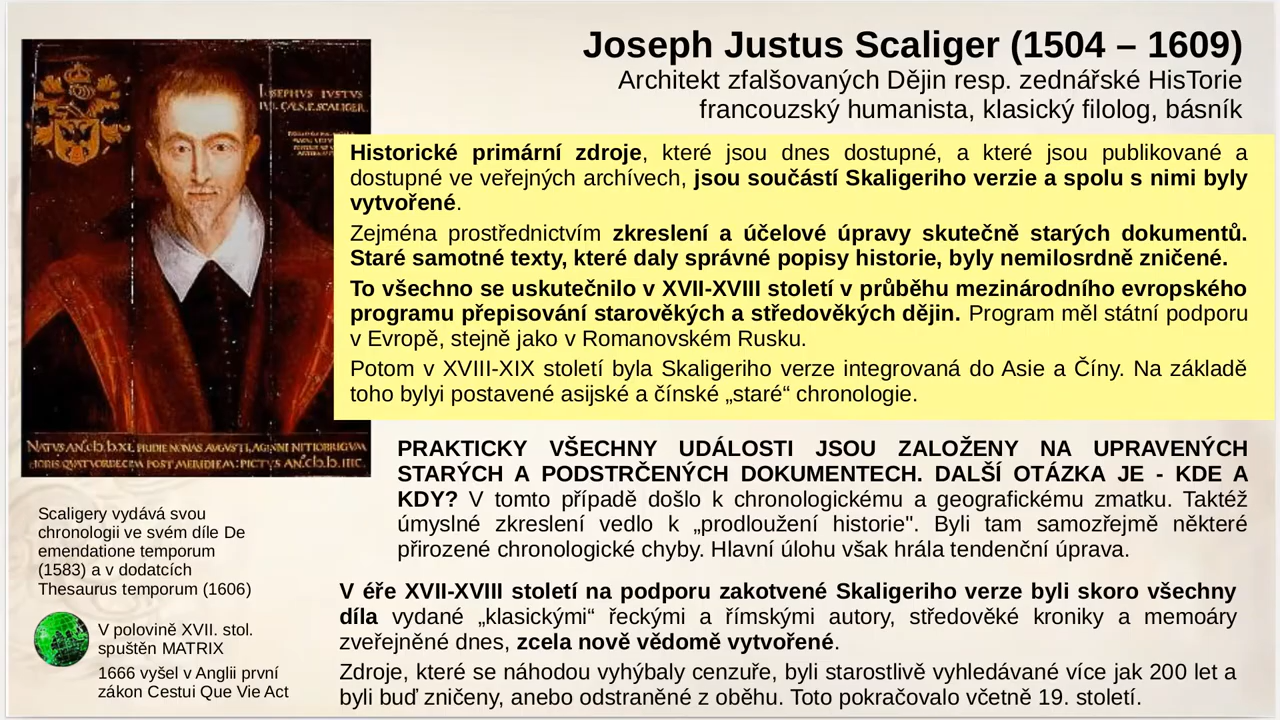 Joseph Justus Scaliger (1504 – 1609)
Architekt zfalšovaných Dějin resp. zednářské HisTorie
francouzský humanista, klasický filolog, básník
IOSEPHVS IVSTVS
IVL. CÆS. F. SCALIGER.
Historické primární zdroje, které jsou dnes dostupné, a které jsou publikované a
dostupné ve veřejných archívech, jsou součástí Skaligeriho verzie a spolu s nimi byly
vytvořené.
Zejména prostřednictvím zkreslení a účelové úpravy skutečně starých dokumentů.
Staré samotné texty, které daly správné popisy historie, byly nemilosrdně zničené.
To všechno se uskutečnilo v XVII-XVIII století v průběhu mezinárodního evropského
programu přepisování starověkých a středověkých dějin. Program měl státní podporu
v Evropě, stejně jako v Romanovském Rusku.
Potom v XVIII-XIX století byla Skaligeriho verze integrovaná do Asie a Číny. Na základě
toho bylyi postavené asijské a čínské „staré“ chronologie.
PRAKTICKY VŠECHNY UDÁLOSTI JSOU ZALOŽENY NA UPRAVENÝCH
STARÝCH A PODSTRČENÝCH DOKUMENTECH. DALŠÍ OTÁZKA JE - KDE A
KDY? V tomto případě došlo k chronologickému a geografickému zmatku. Taktéž
úmyslné zkreslení vedlo k „prodloužení historie". Byli tam samozřejmě některé
přirozené chronologické chyby. Hlavní úlohu však hrála tendenční úprava.
Scaligery vydává svou
chronologii ve svém díle De
emendatione temporum
(1583) a v dodatcích
Thesaurus temporum (1606)
V polovině XVII. stol.
spuštěn MATRIX
1666 vyšel v Anglii první
zákon Cestui Que Vie Act
V éře XVII-XVIII století na podporu zakotvené Skaligeriho verze byli skoro všechny
díla vydané „klasickými“ řeckými a římskými autory, středověké kroniky a memoáry
zveřejněné dnes, zcela nově vědomě vytvořené.
Zdroje, které se náhodou vyhýbaly cenzuře, byli starostlivě vyhledávané více jak 200 let a
byli buď zničeny, anebo odstraněné z oběhu. Toto pokračovalo včetně 19. století.